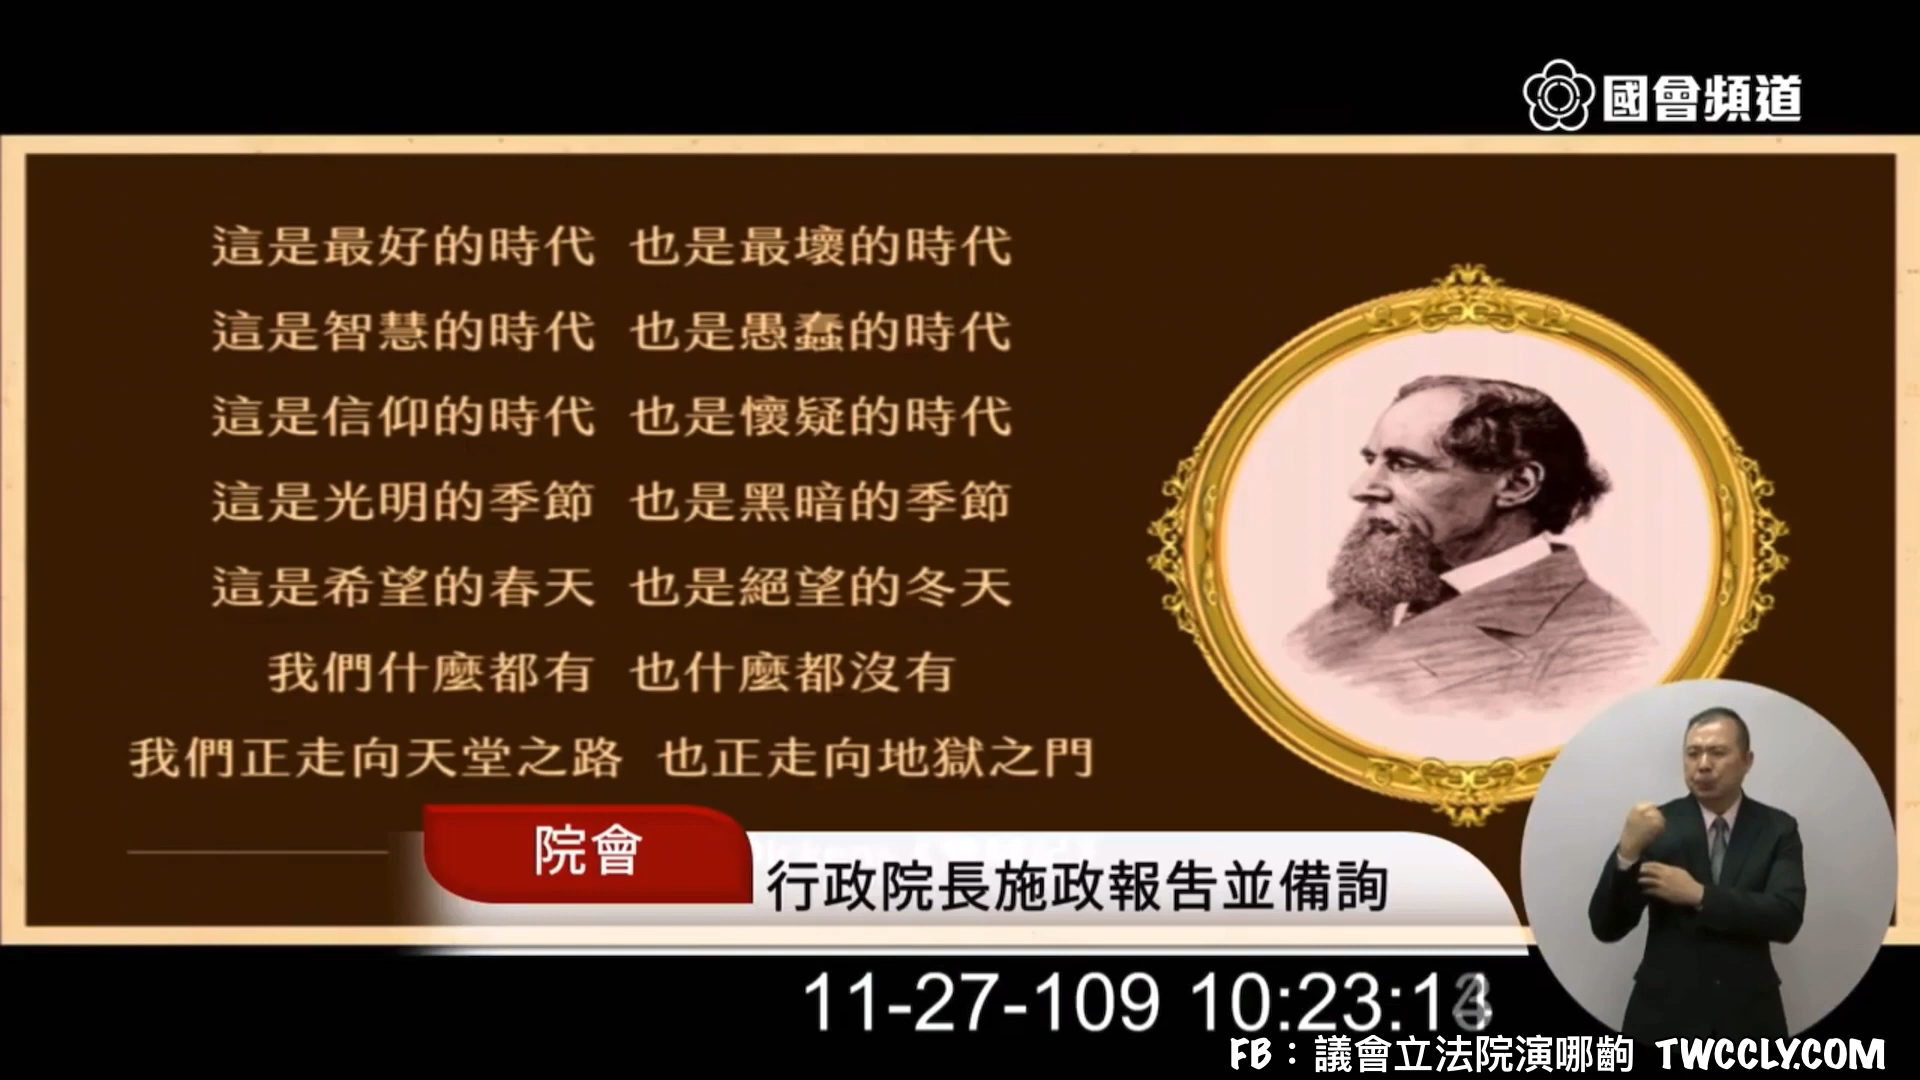 國會頻道
這是最好的時代 也是最壞的時代
這是智慧的時代 也是愚蠢的時代
這是信仰的時代 也是懷疑的時代
這是光明的季節 也是黑暗的季節
這是希望的春天 也是絕望的冬天
我們什麼都有 也什麼都沒有
我們正走向天堂之路 也正走向地獄之門
院會
行政院長施政報告並備詢
11-27-109 10:23:1
FB：議會立法院演哪齣 TWCCLY.COM